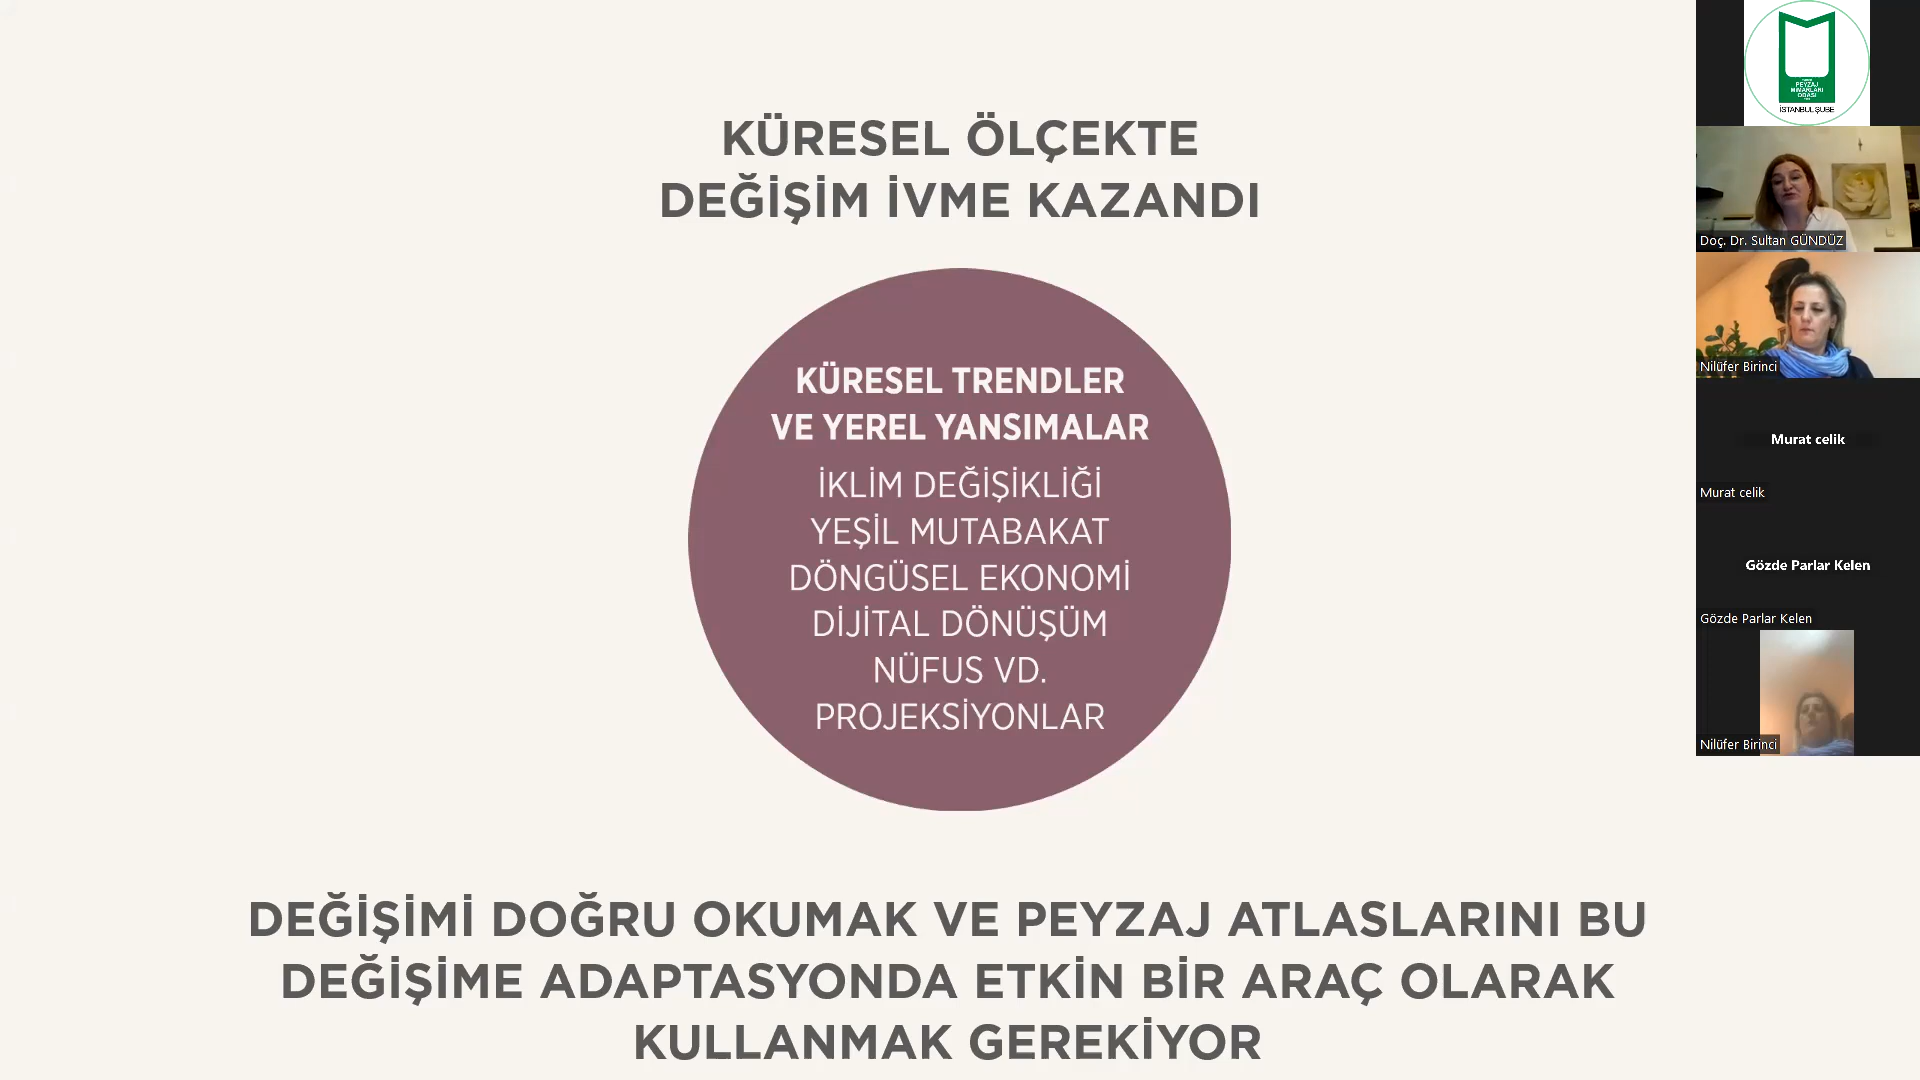 KÜRESEL ÖLÇEKTE
DEĞİŞİM İVME KAZANDI
KÜRESEL TRENDLER
VE YEREL YANSIMALAR
İKLİM DEĞİŞİKLİĞİ
YEŞİL MUTABAKAT
DÖNGÜSEL EKONOMİ
DİJİTAL DÖNÜŞÜM
NÜFUS VD.
PROJEKSİYONLAR
DEĞİŞİMİ DOĞRU OKUMAK VE PEYZAJ ATLASLARINI BU
DEĞİŞİME ADAPTASYONDA ETKİN BİR ARAÇ OLARAK
KULLANMAK GEREKİYOR
PEYZAJ
MİMARLARI
ODASI
İSTANBUL ŞUBE
Doç. Dr. Sultan GÜNDÜZ
Nilüfer Birinci
Murat celik
Murat celik
Gözde Parlar Kelen
Gözde Parlar Kelen
Nilüfer Birinci